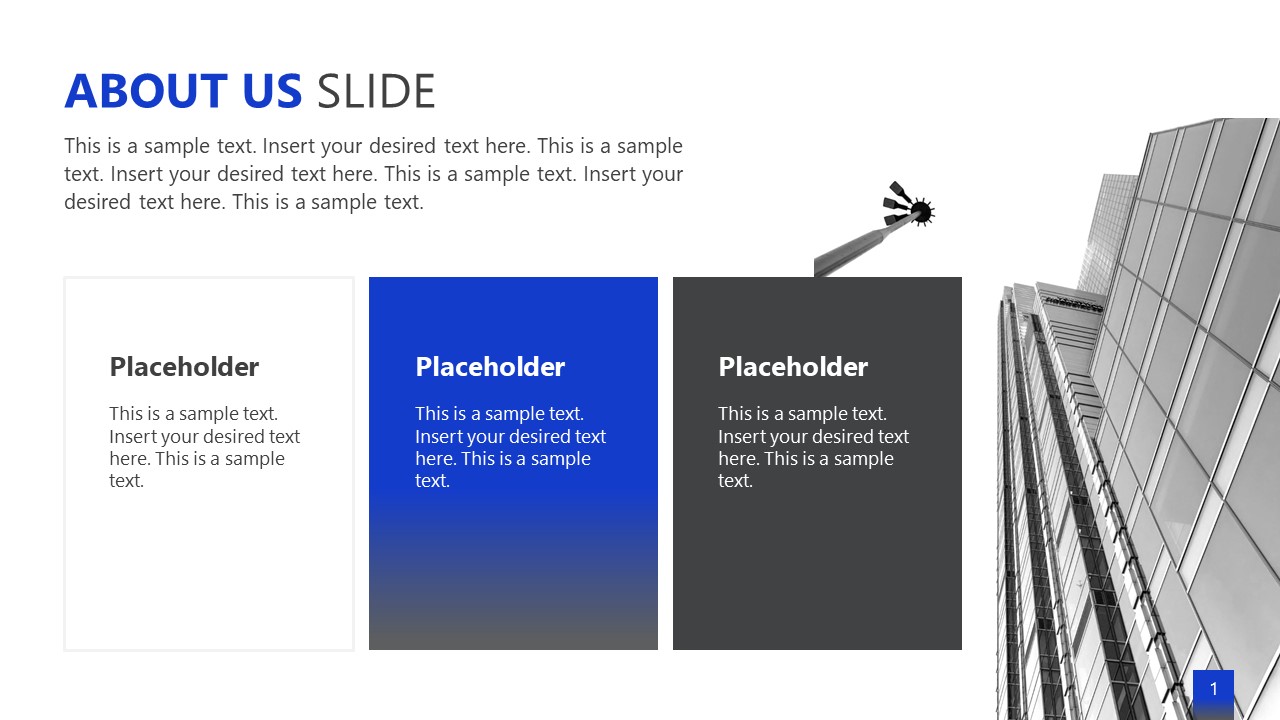 ABOUT US SLIDE
This is a sample text. Insert your desired text here. This is a sample
text. Insert your desired text here. This is a sample text. Insert your
desired text here. This is a sample text.
Placeholder
This is a sample text.
Insert your desired text
here. This is a sample
text.
Placeholder
This is a sample text.
Insert your desired text
here. This is a sample
text.
Placeholder
This is a sample text.
Insert your desired text
here. This is a sample
text.
1